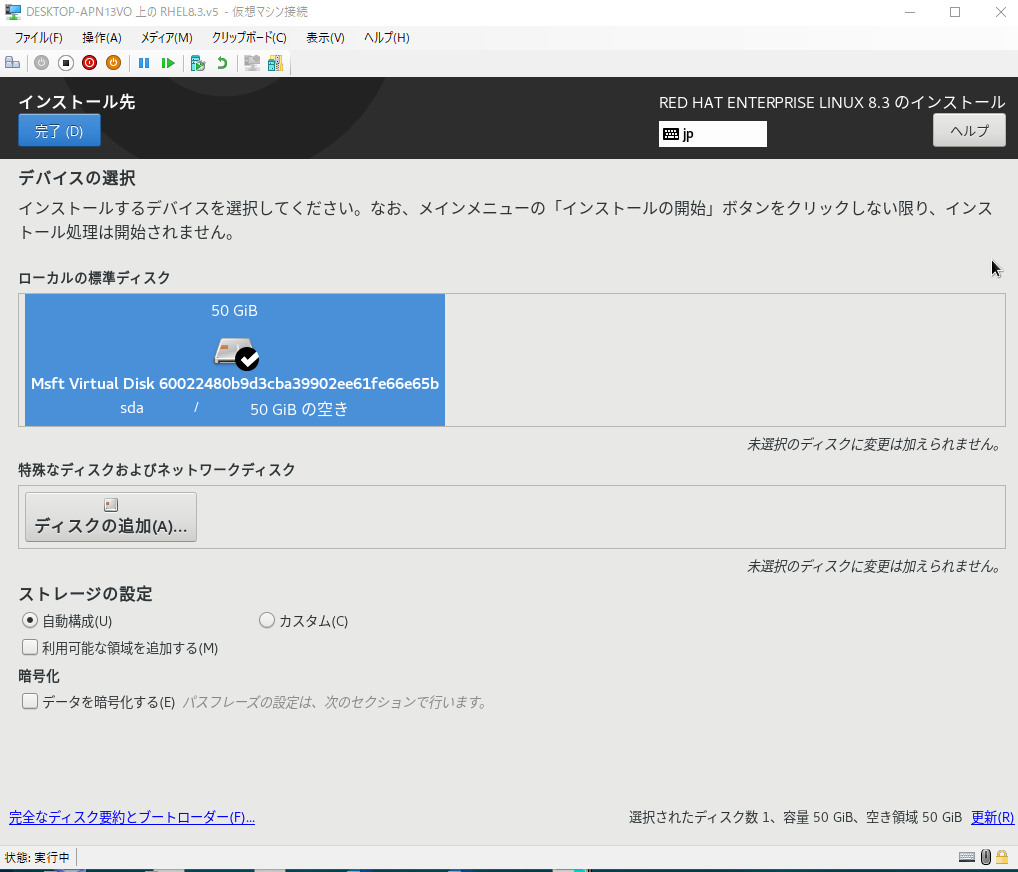 DESKTOP-APN13VO 上の RHEL8.3.v5 - 仮想マシン接続
ファイル(F) 操作(A) メディア(M) クリップボード(C) 表示(V) ヘルプ(H)
インストール先
RED HAT ENTERPRISE LINUX 8.3 のインストール
完了 (D)
jp
ヘルプ
デバイスの選択
インストールするデバイスを選択してください。なお、メインメニューの「インストールの開始」ボタンをクリックしない限り、インス
トール処理は開始されません。
ローカルの標準ディスク
50 GiB
Msft Virtual Disk 60022480b9d3cba39902ee61fe66e65b
sda / 50 GiB の空き
未選択のディスクに変更は加えられません。
特殊なディスクおよびネットワークディスク
ディスクの追加(A)...
未選択のディスクに変更は加えられません。
ストレージの設定
自動構成(U) カスタム(C)
利用可能な領域を追加する(M)
暗号化
データを暗号化する(E) パスフレーズの設定は、次のセクションで行います。
完全なディスク要約とブートローダー(F)... 選択されたディスク数 1、容量 50 GiB、空き領域 50 GiB 更新(R)
状態: 実行中